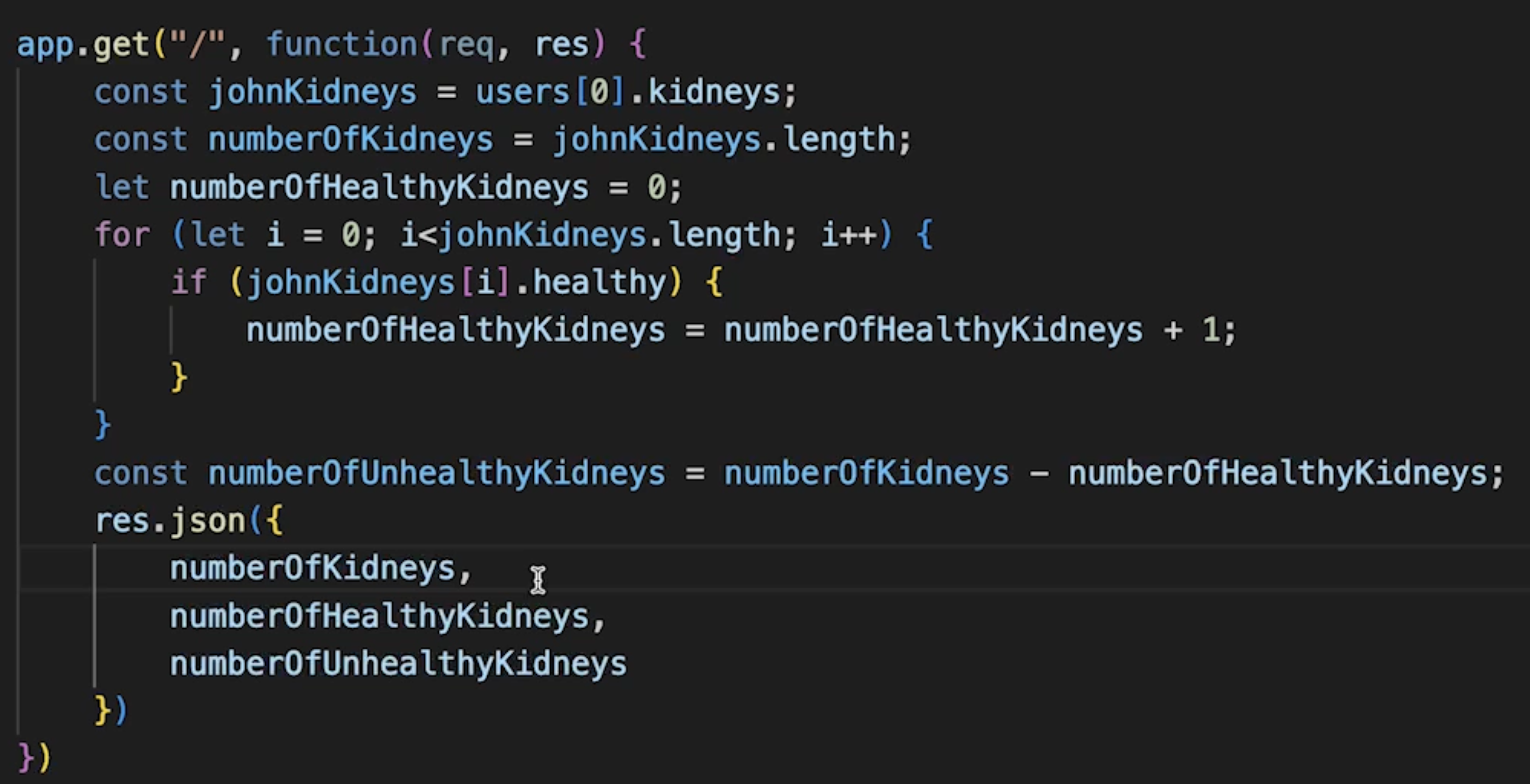 app.get("/", function(req, res) {
    const johnKidneys = users[0].kidneys;
    const numberOfKidneys = johnKidneys.length;
    let numberOfHealthyKidneys = 0;
    for (let i = 0; i<johnKidneys.length; i++) {
        if (johnKidneys[i].healthy) {
            numberOfHealthyKidneys = numberOfHealthyKidneys + 1;
        }
    }
    const numberOfUnhealthyKidneys = numberOfKidneys - numberOfHealthyKidneys;
    res.json({
        numberOfKidneys,
        numberOfHealthyKidneys,
        numberOfUnhealthyKidneys
    })
})